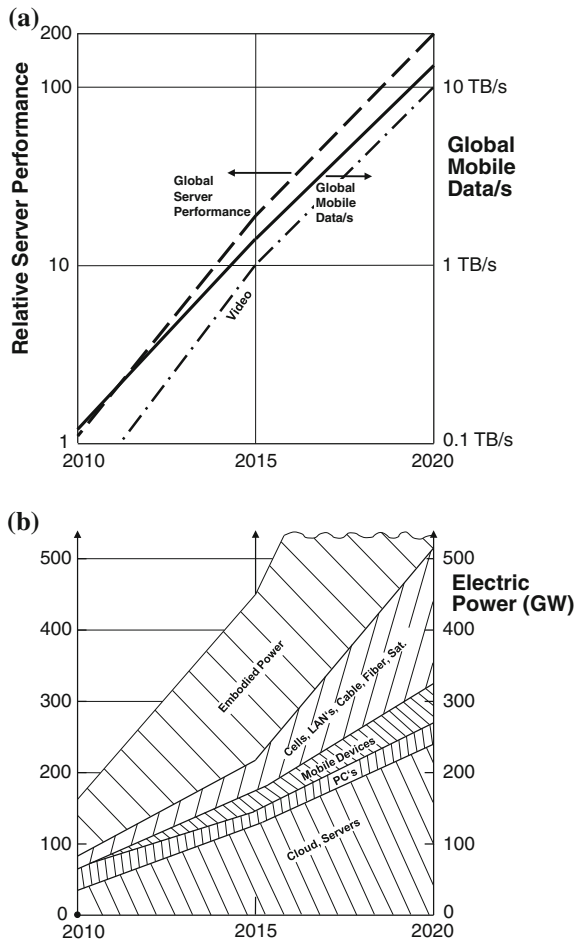 (a)
200
100
10
1
Relative Server Performance
10 TB/s
1 TB/s
0.1 TB/s
Global
Mobile
Data/s
Global
Server
Performance
Global
Mobile
Data/s
Video
2010
2015
2020
(b)
500
400
300
200
100
0
500
400
300
200
100
0
Electric
Power (GW)
Embodied Power
Cells, LAN's, Cable, Fiber, Sat.
Mobile Devices
PC's
Cloud, Servers
2010
2015
2020